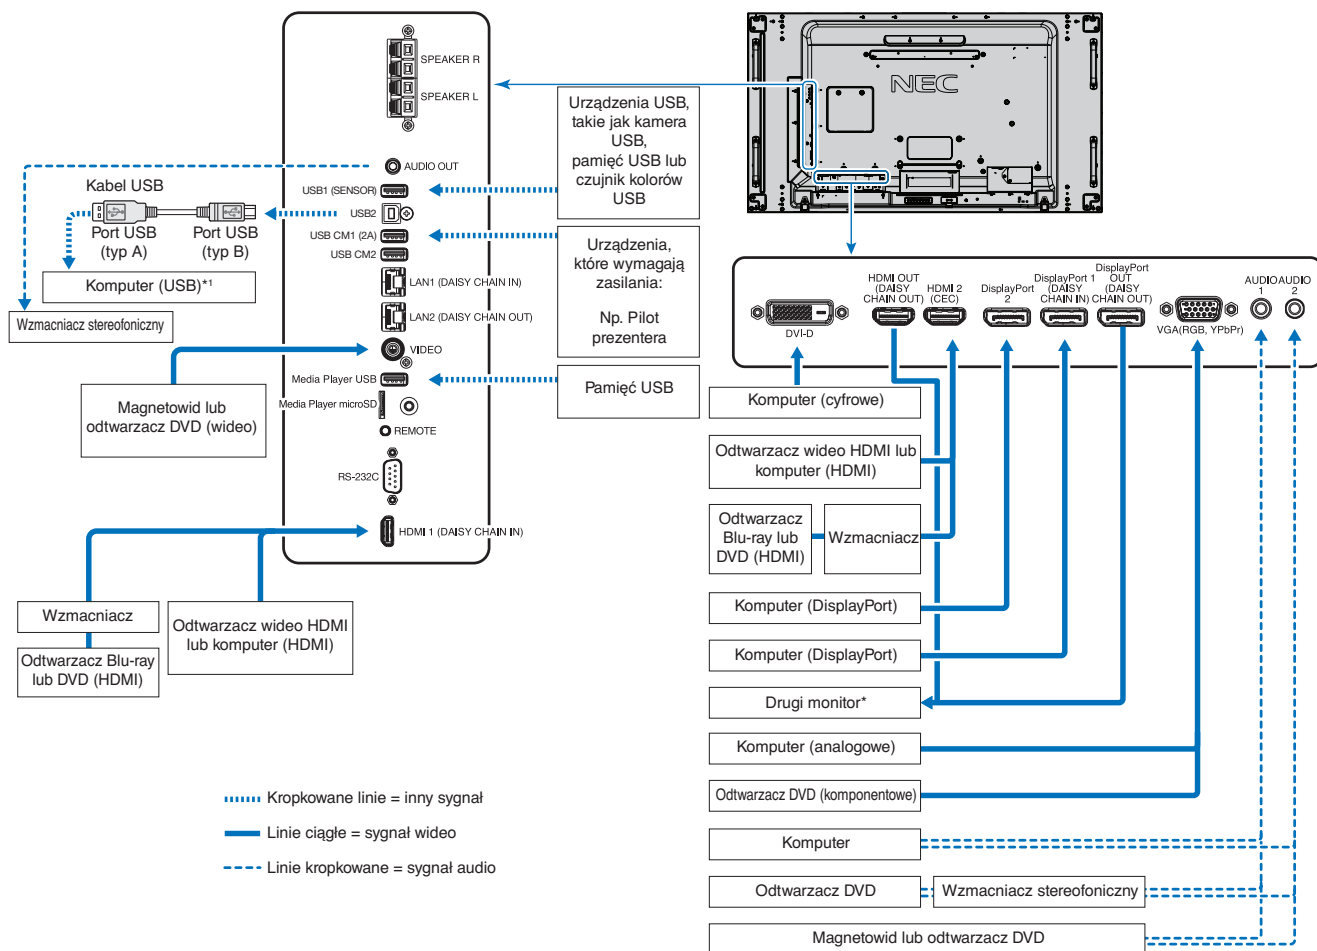 SPEAKER R
SPEAKER L
AUDIO OUT
USB1 (SENSOR)
USB2
USB CM1 (2A)
USB CM2
LAN1 (DAISY CHAIN IN)
LAN2 (DAISY CHAIN OUT)
VIDEO
Media Player USB
Media Player microSD
REMOTE
RS-232C
HDMI 1 (DAISY CHAIN IN)
Kabel USB
Port USB
(typ A)
Port USB
(typ B)
Komputer (USB)*1
Wzmacniacz stereofoniczny
Magnetowid lub
odtwarzacz DVD (wideo)
Wzmacniacz
Odtwarzacz Blu-ray
lub DVD (HDMI)
Odtwarzacz wideo HDMI
lub komputer (HDMI)
Urządzenia USB,
takie jak kamera
USB,
pamięć USB lub
czujnik kolorów
USB
Urządzenia,
które wymagają
zasilania:
Np. Pilot
prezentera
Pamięć USB
NEC
DVI-D
HDMI OUT
(DAISY
CHAIN OUT)
HDMI 2
(CEC)
DisplayPort
2
DisplayPort 1
(DAISY
CHAIN IN)
DisplayPort
OUT
(DAISY
CHAIN OUT)
VGA(RGB, YPbPr)
AUDIO
1
AUDIO
2
Komputer (cyfrowe)
Odtwarzacz wideo HDMI lub
komputer (HDMI)
Odtwarzacz
Blu-ray lub
DVD (HDMI)
Wzmacniacz
Komputer (DisplayPort)
Komputer (DisplayPort)
Drugi monitor*
Komputer (analogowe)
Odtwarzacz DVD (komponentowe)
Komputer
Odtwarzacz DVD
Wzmacniacz stereofoniczny
Magnetowid lub odtwarzacz DVD
Kropkowane linie = inny sygnał
Linie ciągłe = sygnał wideo
Linie kropkowane = sygnał audio